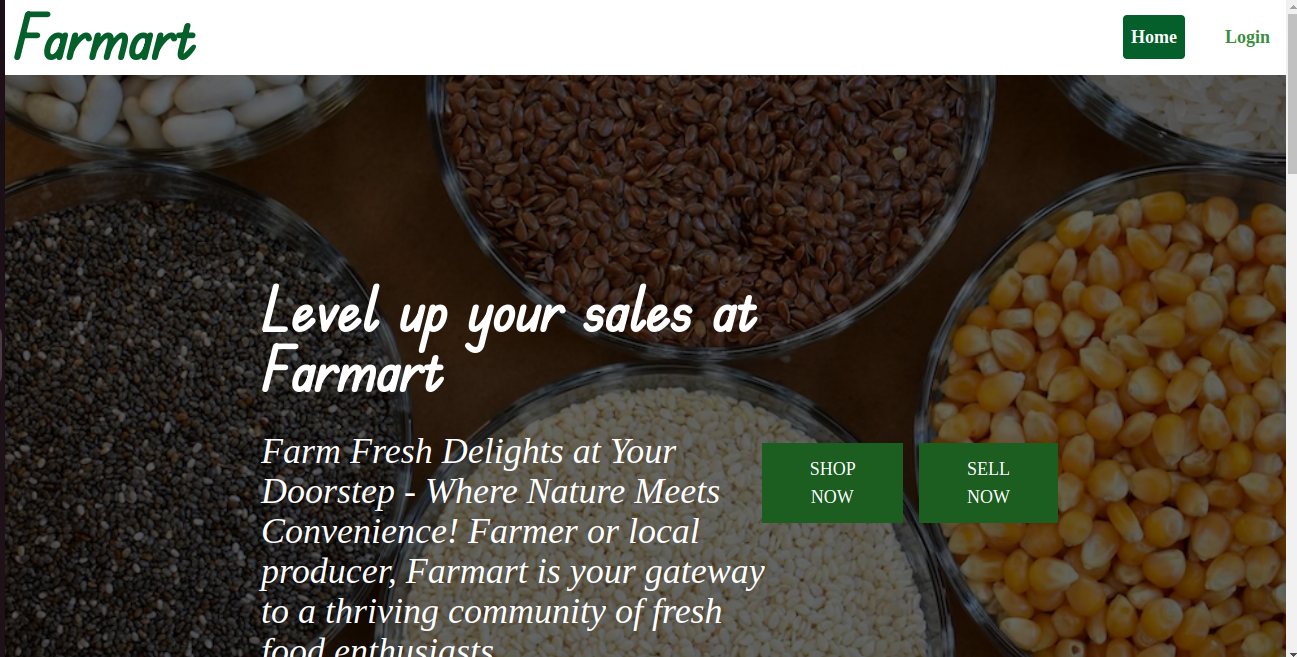 Farmart
Home
Login
Level up your sales at
Farmart
Farm Fresh Delights at Your
Doorstep - Where Nature Meets
Convenience! Farmer or local
producer, Farmart is your gateway
to a thriving community of fresh
food enthusiasts
SHOP
NOW
SELL
NOW